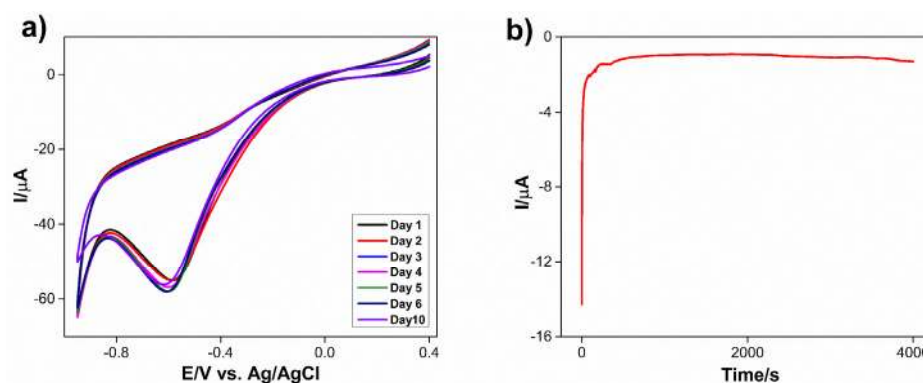 a)
0
-20
-40
-60
I/μA
-0.8
-0.4
0.0
0.4
E/V vs. Ag/AgCl
Day 1
Day 2
Day 3
Day 4
Day 5
Day 6
Day10
b)
0
-4
-8
-12
-16
I/μA
0
2000
4000
Time/s